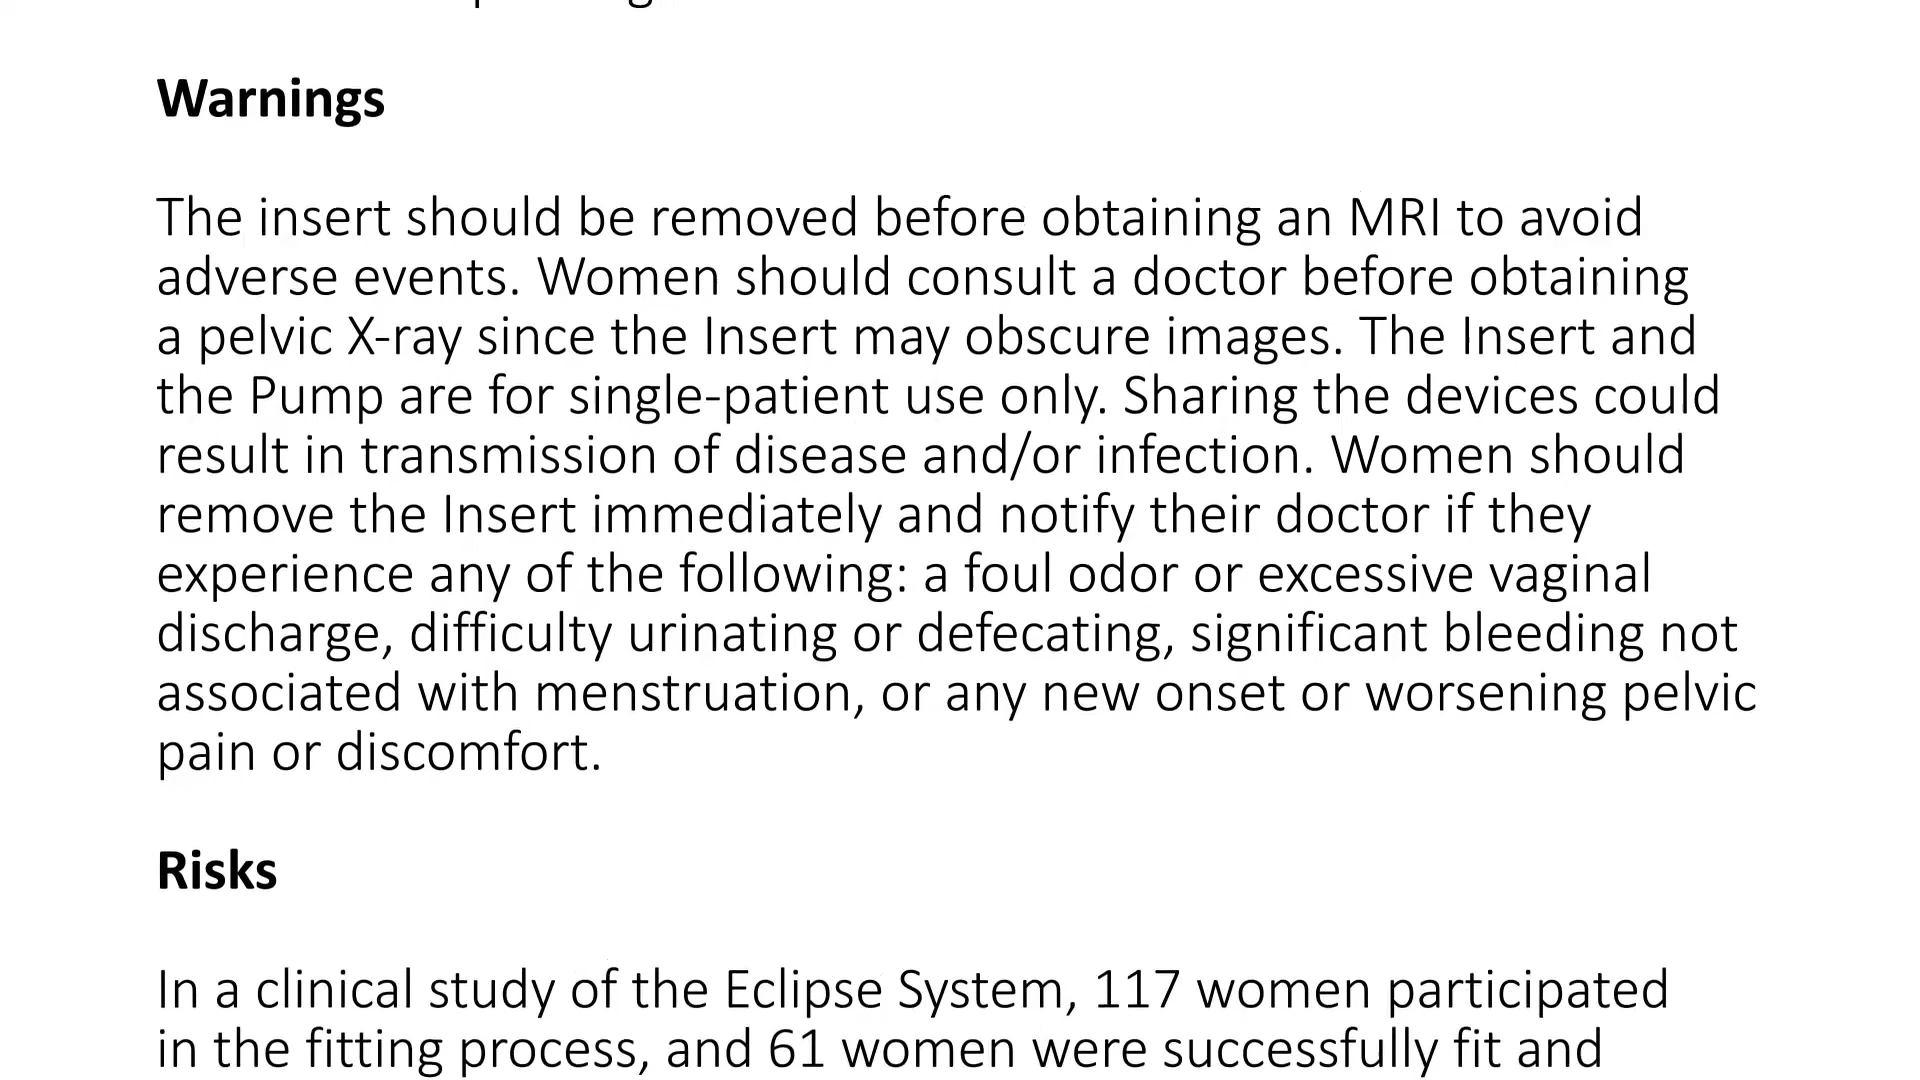 Warnings
The insert should be removed before obtaining an MRI to avoid
adverse events. Women should consult a doctor before obtaining
a pelvic X-ray since the Insert may obscure images. The Insert and
the Pump are for single-patient use only. Sharing the devices could
result in transmission of disease and/or infection. Women should
remove the Insert immediately and notify their doctor if they
experience any of the following: a foul odor or excessive vaginal
discharge, difficulty urinating or defecating, significant bleeding not
associated with menstruation, or any new onset or worsening pelvic
pain or discomfort.
Risks
In a clinical study of the Eclipse System, 117 women participated
in the fitting process, and 61 women were successfully fit and